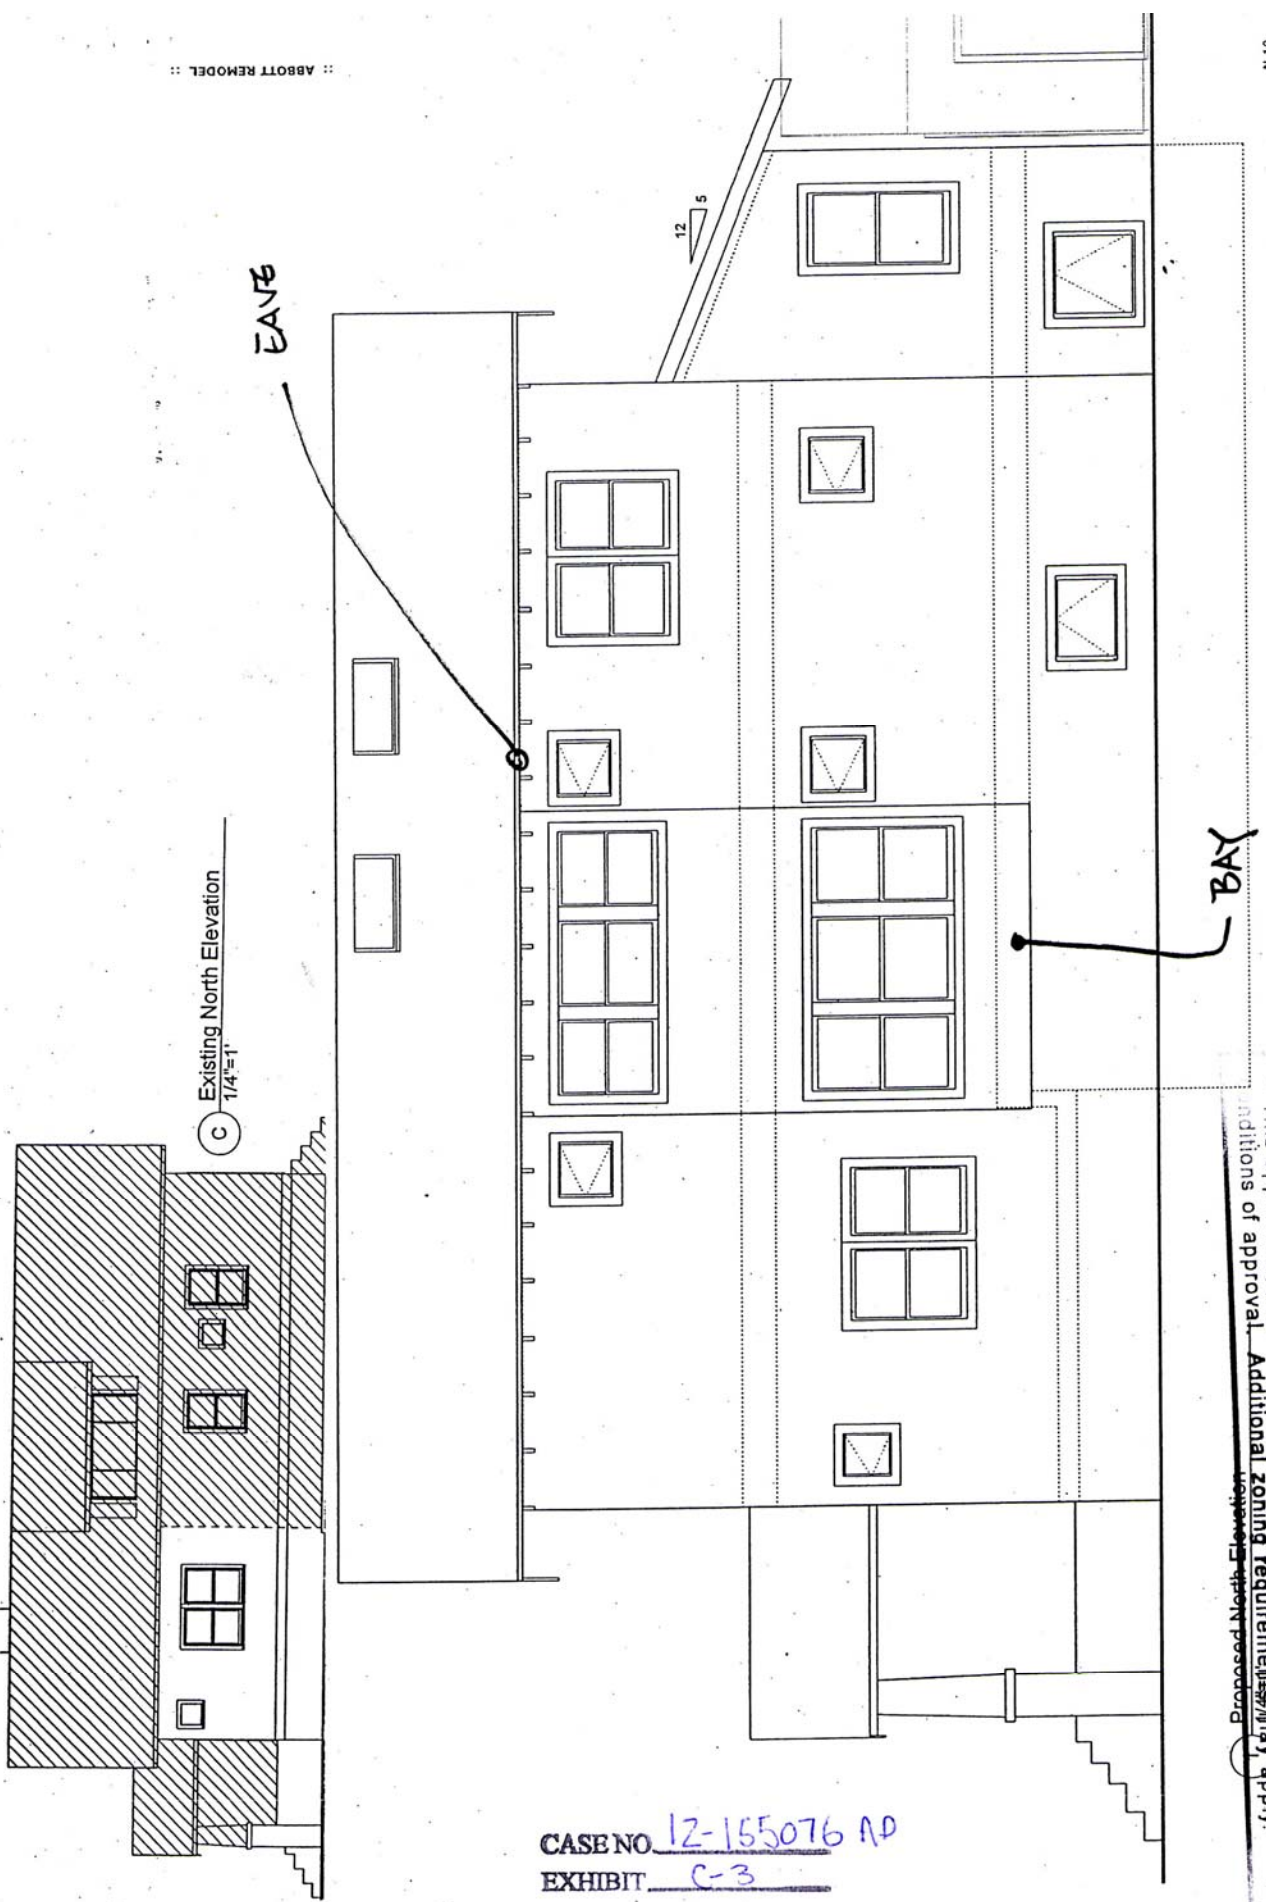 :: ABBOTT REMODEL ::
EAVE
12
5
C
Existing North Elevation
1/4"=1'
BAY
nditions of approval. Additional zoning requirements may apply.
Proposed North Elevation
CASE NO. 12-155076 AD
EXHIBIT C-3